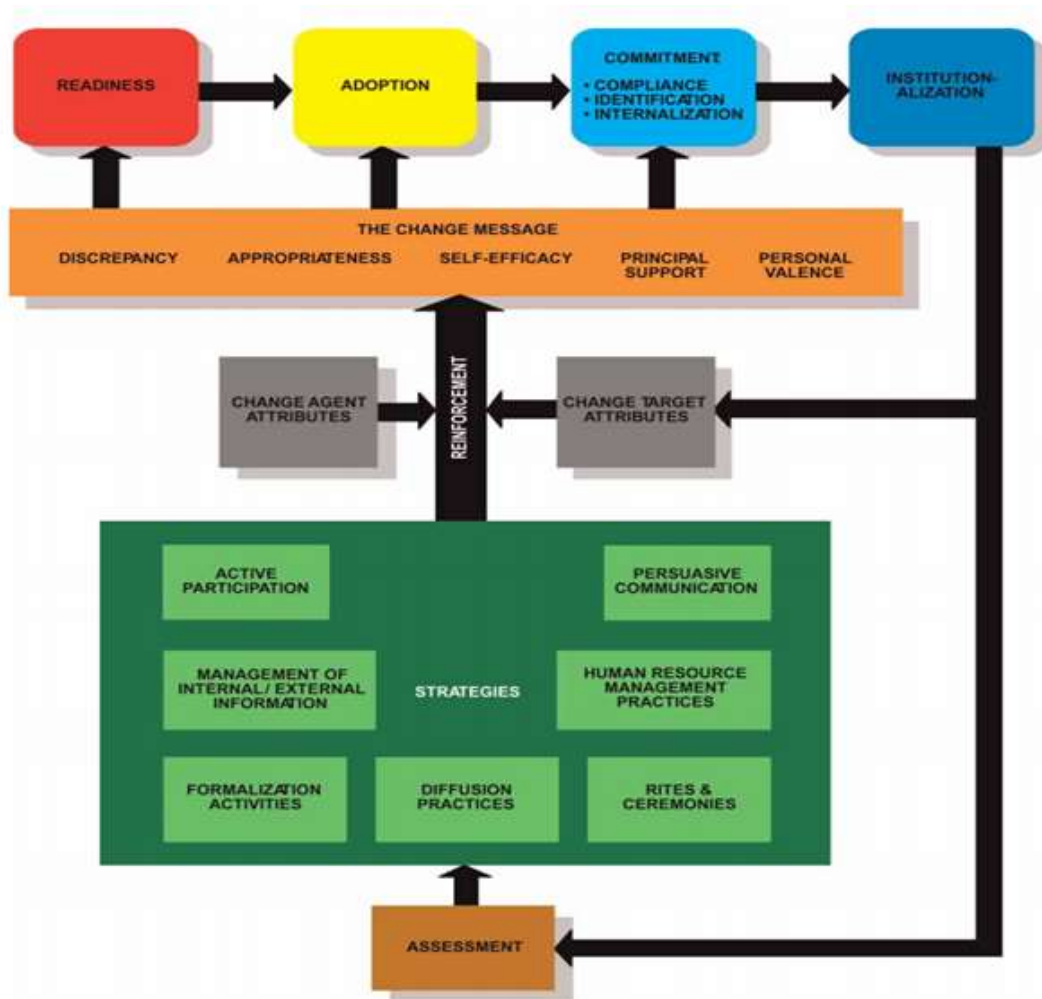 READINESS
ADOPTION
COMMITMENT
• COMPLIANCE
• IDENTIFICATION
• INTERNALIZATION
INSTITUTION-
ALIZATION
THE CHANGE MESSAGE
DISCREPANCY
APPROPRIATENESS
SELF-EFFICACY
PRINCIPAL
SUPPORT
PERSONAL
VALENCE
CHANGE AGENT
ATTRIBUTES
REINFORCEMENT
CHANGE TARGET
ATTRIBUTES
ACTIVE
PARTICIPATION
PERSUASIVE
COMMUNICATION
MANAGEMENT OF
INTERNAL/ EXTERNAL
INFORMATION
STRATEGIES
HUMAN RESOURCE
MANAGEMENT
PRACTICES
FORMALIZATION
ACTIVITIES
DIFFUSION
PRACTICES
RITES &
CEREMONIES
ASSESSMENT